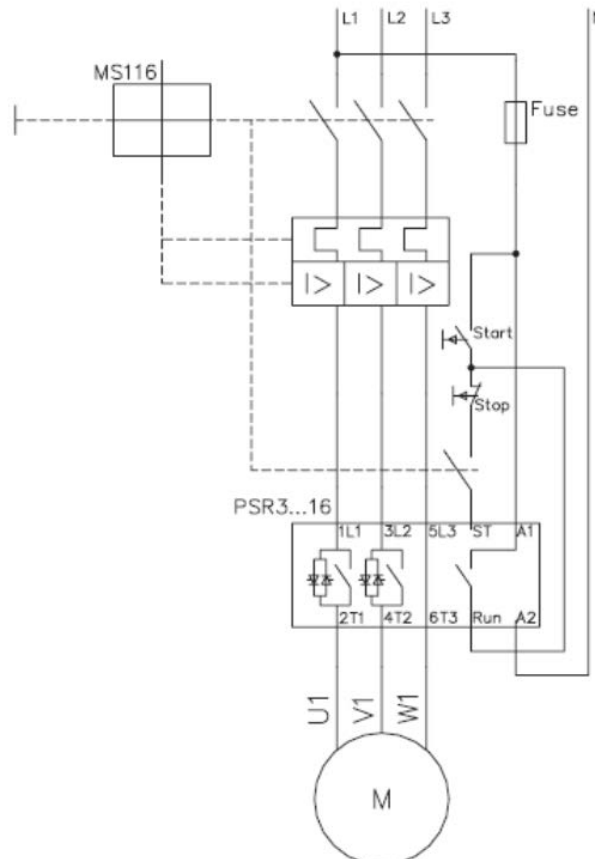 L1 L2 L3 N
MS116
Fuse
I> I> I>
Start
Stop
PSR3...16
1L1 3L2 5L3 ST A1
2T1 4T2 6T3 Run A2
U1 V1 W1
M